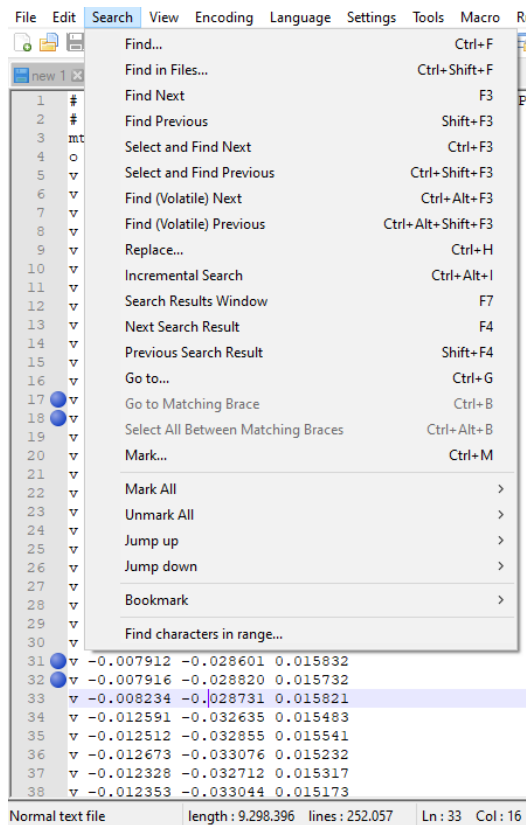 File Edit Search View Encoding Language Settings Tools Macro
new 1
Find... Ctrl+F
Find in Files... Ctrl+Shift+F
Find Next F3
Find Previous Shift+F3
Select and Find Next Ctrl+F3
Select and Find Previous Ctrl+Shift+F3
Find (Volatile) Next Ctrl+Alt+F3
Find (Volatile) Previous Ctrl+Alt+Shift+F3
Replace... Ctrl+H
Incremental Search Ctrl+Alt+I
Search Results Window F7
Next Search Result F4
Previous Search Result Shift+F4
Go to... Ctrl+G
Go to Matching Brace Ctrl+B
Select All Between Matching Braces Ctrl+Alt+B
Mark... Ctrl+M
Mark All >
Unmark All >
Jump up >
Jump down >
Bookmark >
Find characters in range...
1 #
2 #
3 mt
4 o
5 v
6 v
7 v
8 v
9 v
10 v
11 v
12 v
13 v
14 v
15 v
16 v
17 v
18 v
19 v
20 v
21 v
22 v
23 v
24 v
25 v
26 v
27 v
28 v
29 v
30 v
31 v -0.007912 -0.028601 0.015832
32 v -0.007916 -0.028820 0.015732
33 v -0.008234 -0.028731 0.015821
34 v -0.012591 -0.032635 0.015483
35 v -0.012512 -0.032855 0.015541
36 v -0.012673 -0.033076 0.015232
37 v -0.012328 -0.032712 0.015317
38 v -0.012353 -0.033044 0.015173
Normal text file length : 9.298.396 lines : 252.057 Ln : 33 Col : 16